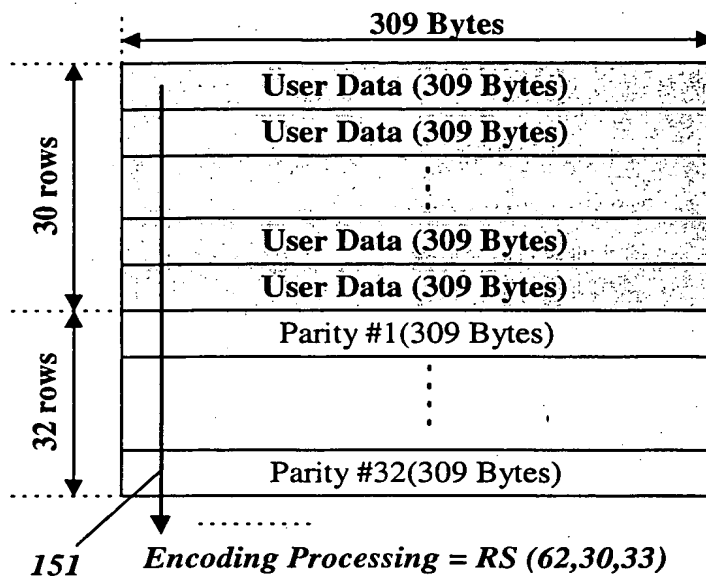 309 Bytes
User Data (309 Bytes)
User Data (309 Bytes)
30 rows
User Data (309 Bytes)
User Data (309 Bytes)
Parity #1(309 Bytes)
32 rows
Parity #32(309 Bytes)
151
Encoding Processing = RS (62,30,33)